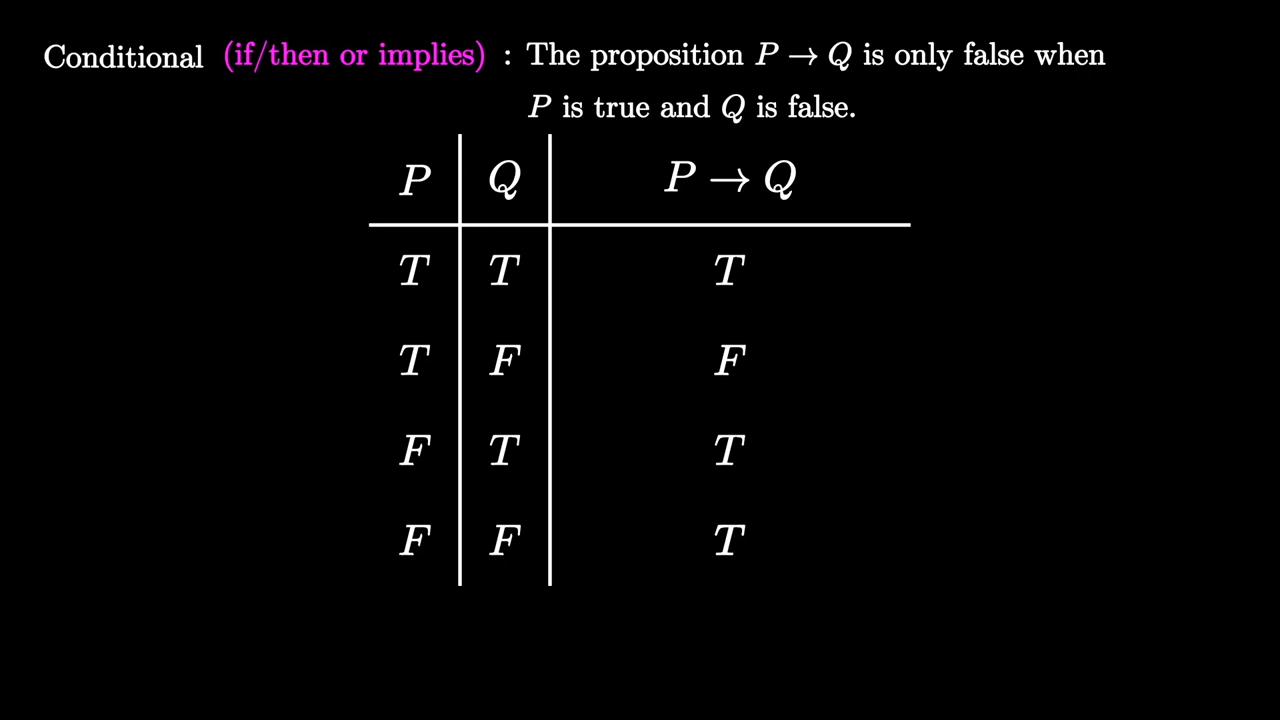 Conditional (if/then or implies) : The proposition P → Q is only false when
P is true and Q is false.
P Q P → Q
T T T
T F F
F T T
F F T